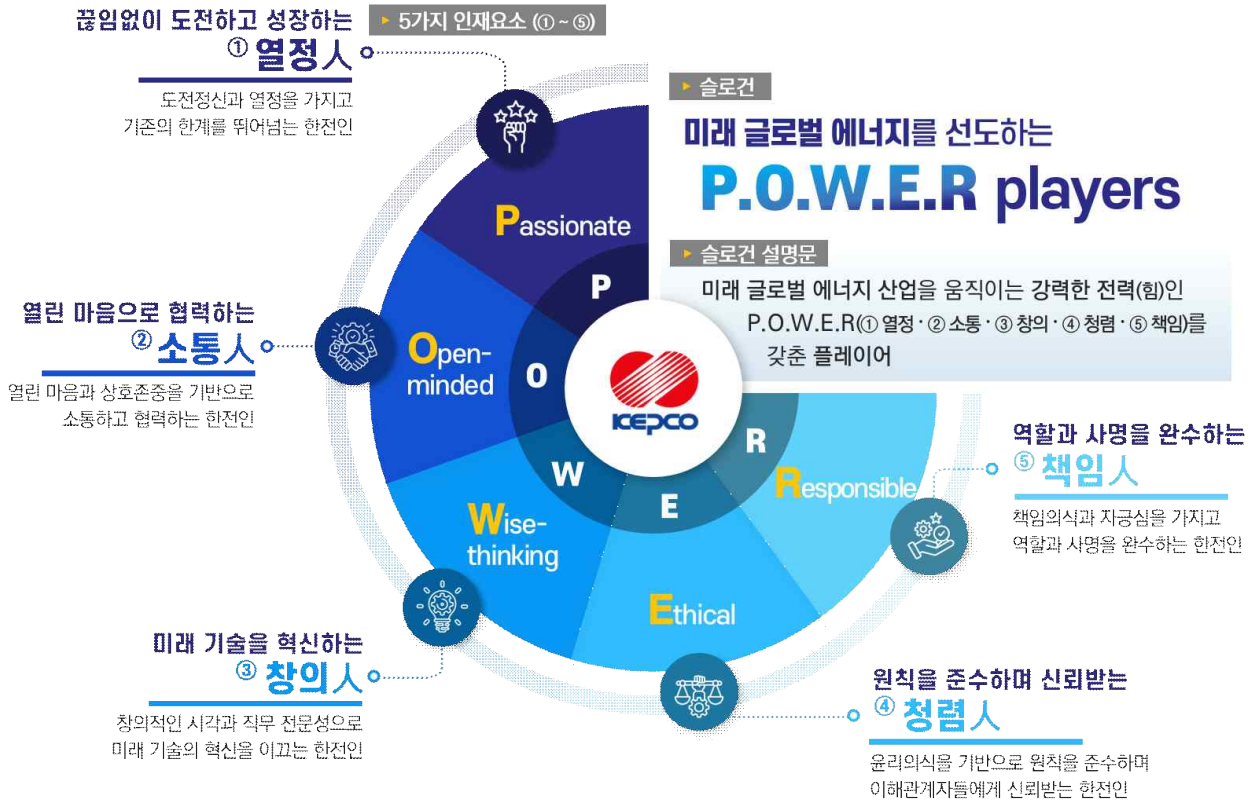 끊임없이 도전하고 성장하는
① 열정人
도전정신과 열정을 가지고
기존의 한계를 뛰어넘는 한전인
▸ 5가지 인재요소 (① ~ ⑤)
▸ 슬로건
미래 글로벌 에너지를 선도하는
P.O.W.E.R players
▸ 슬로건 설명문
미래 글로벌 에너지 산업을 움직이는 강력한 전력(힘)인
P.O.W.E.R(① 열정 · ② 소통 · ③ 창의 · ④ 청렴 · ⑤ 책임)를
갖춘 플레이어
Passionate
P
열린 마음으로 협력하는
② 소통人
열린 마음과 상호존중을 기반으로
소통하고 협력하는 한전인
Open-
minded
O
KEPCO
W
Wise-
thinking
E
Ethical
R
Responsible
역할과 사명을 완수하는
⑤ 책임人
책임의식과 자긍심을 가지고
역할과 사명을 완수하는 한전인
미래 기술을 혁신하는
③ 창의人
창의적인 시각과 직무 전문성으로
미래 기술의 혁신을 이끄는 한전인
원칙을 준수하며 신뢰받는
④ 청렴人
윤리의식을 기반으로 원칙을 준수하며
이해관계자들에게 신뢰받는 한전인